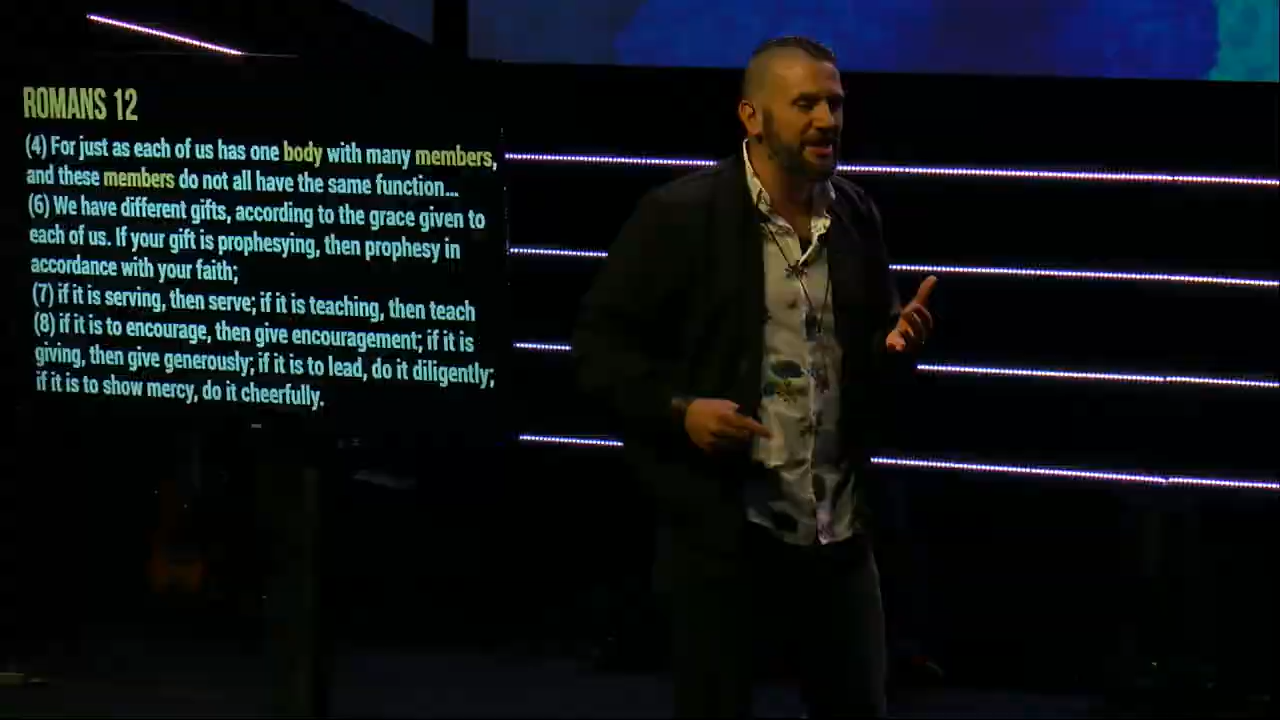 ROMANS 12
(4) For just as each of us has one body with many members,
and these members do not all have the same function...
(6) We have different gifts, according to the grace given to
each of us. If your gift is prophesying, then prophesy in
accordance with your faith;
(7) if it is serving, then serve; if it is teaching, then teach
(8) if it is to encourage, then give encouragement; if it is
giving, then give generously; if it is to lead, do it diligently;
if it is to show mercy, do it cheerfully.